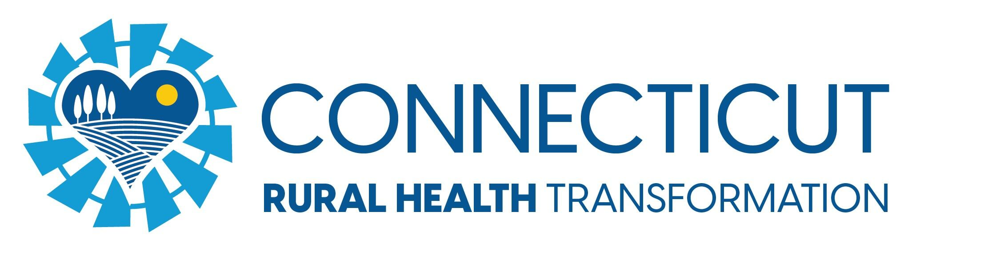 CONNECTICUT
RURAL HEALTH TRANSFORMATION